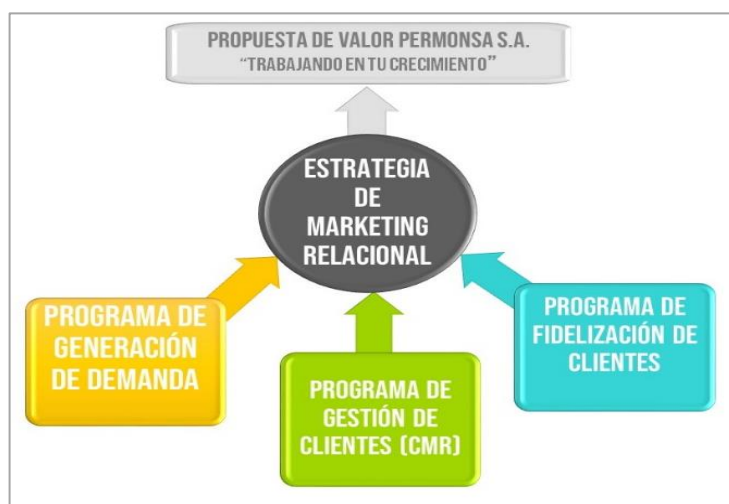 PROPUESTA DE VALOR PERMONSA S.A.
“TRABAJANDO EN TU CRECIMIENTO”
ESTRATEGIA
DE
MARKETING
RELACIONAL
PROGRAMA DE
GENERACIÓN
DE DEMANDA
PROGRAMA DE
GESTIÓN DE
CLIENTES (CMR)
PROGRAMA DE
FIDELIZACIÓN DE
CLIENTES